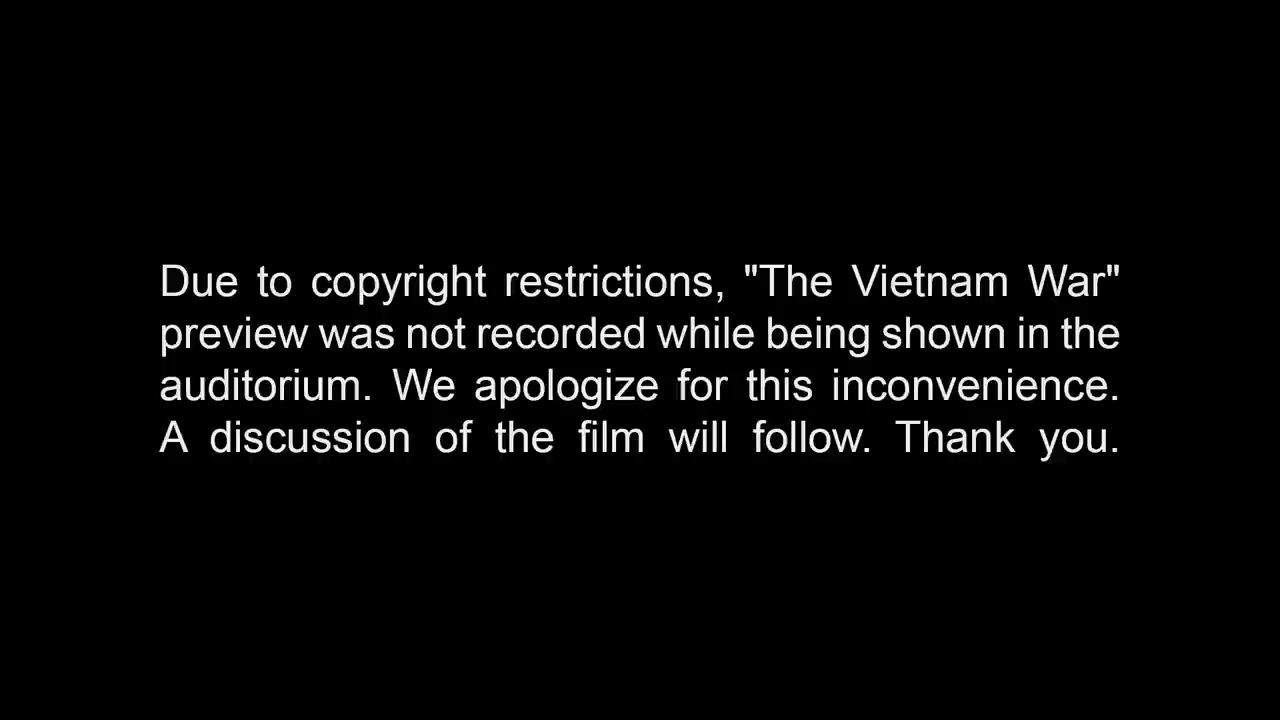 Due to copyright restrictions, "The Vietnam War"
preview was not recorded while being shown in the
auditorium. We apologize for this inconvenience.
A discussion of the film will follow. Thank you.